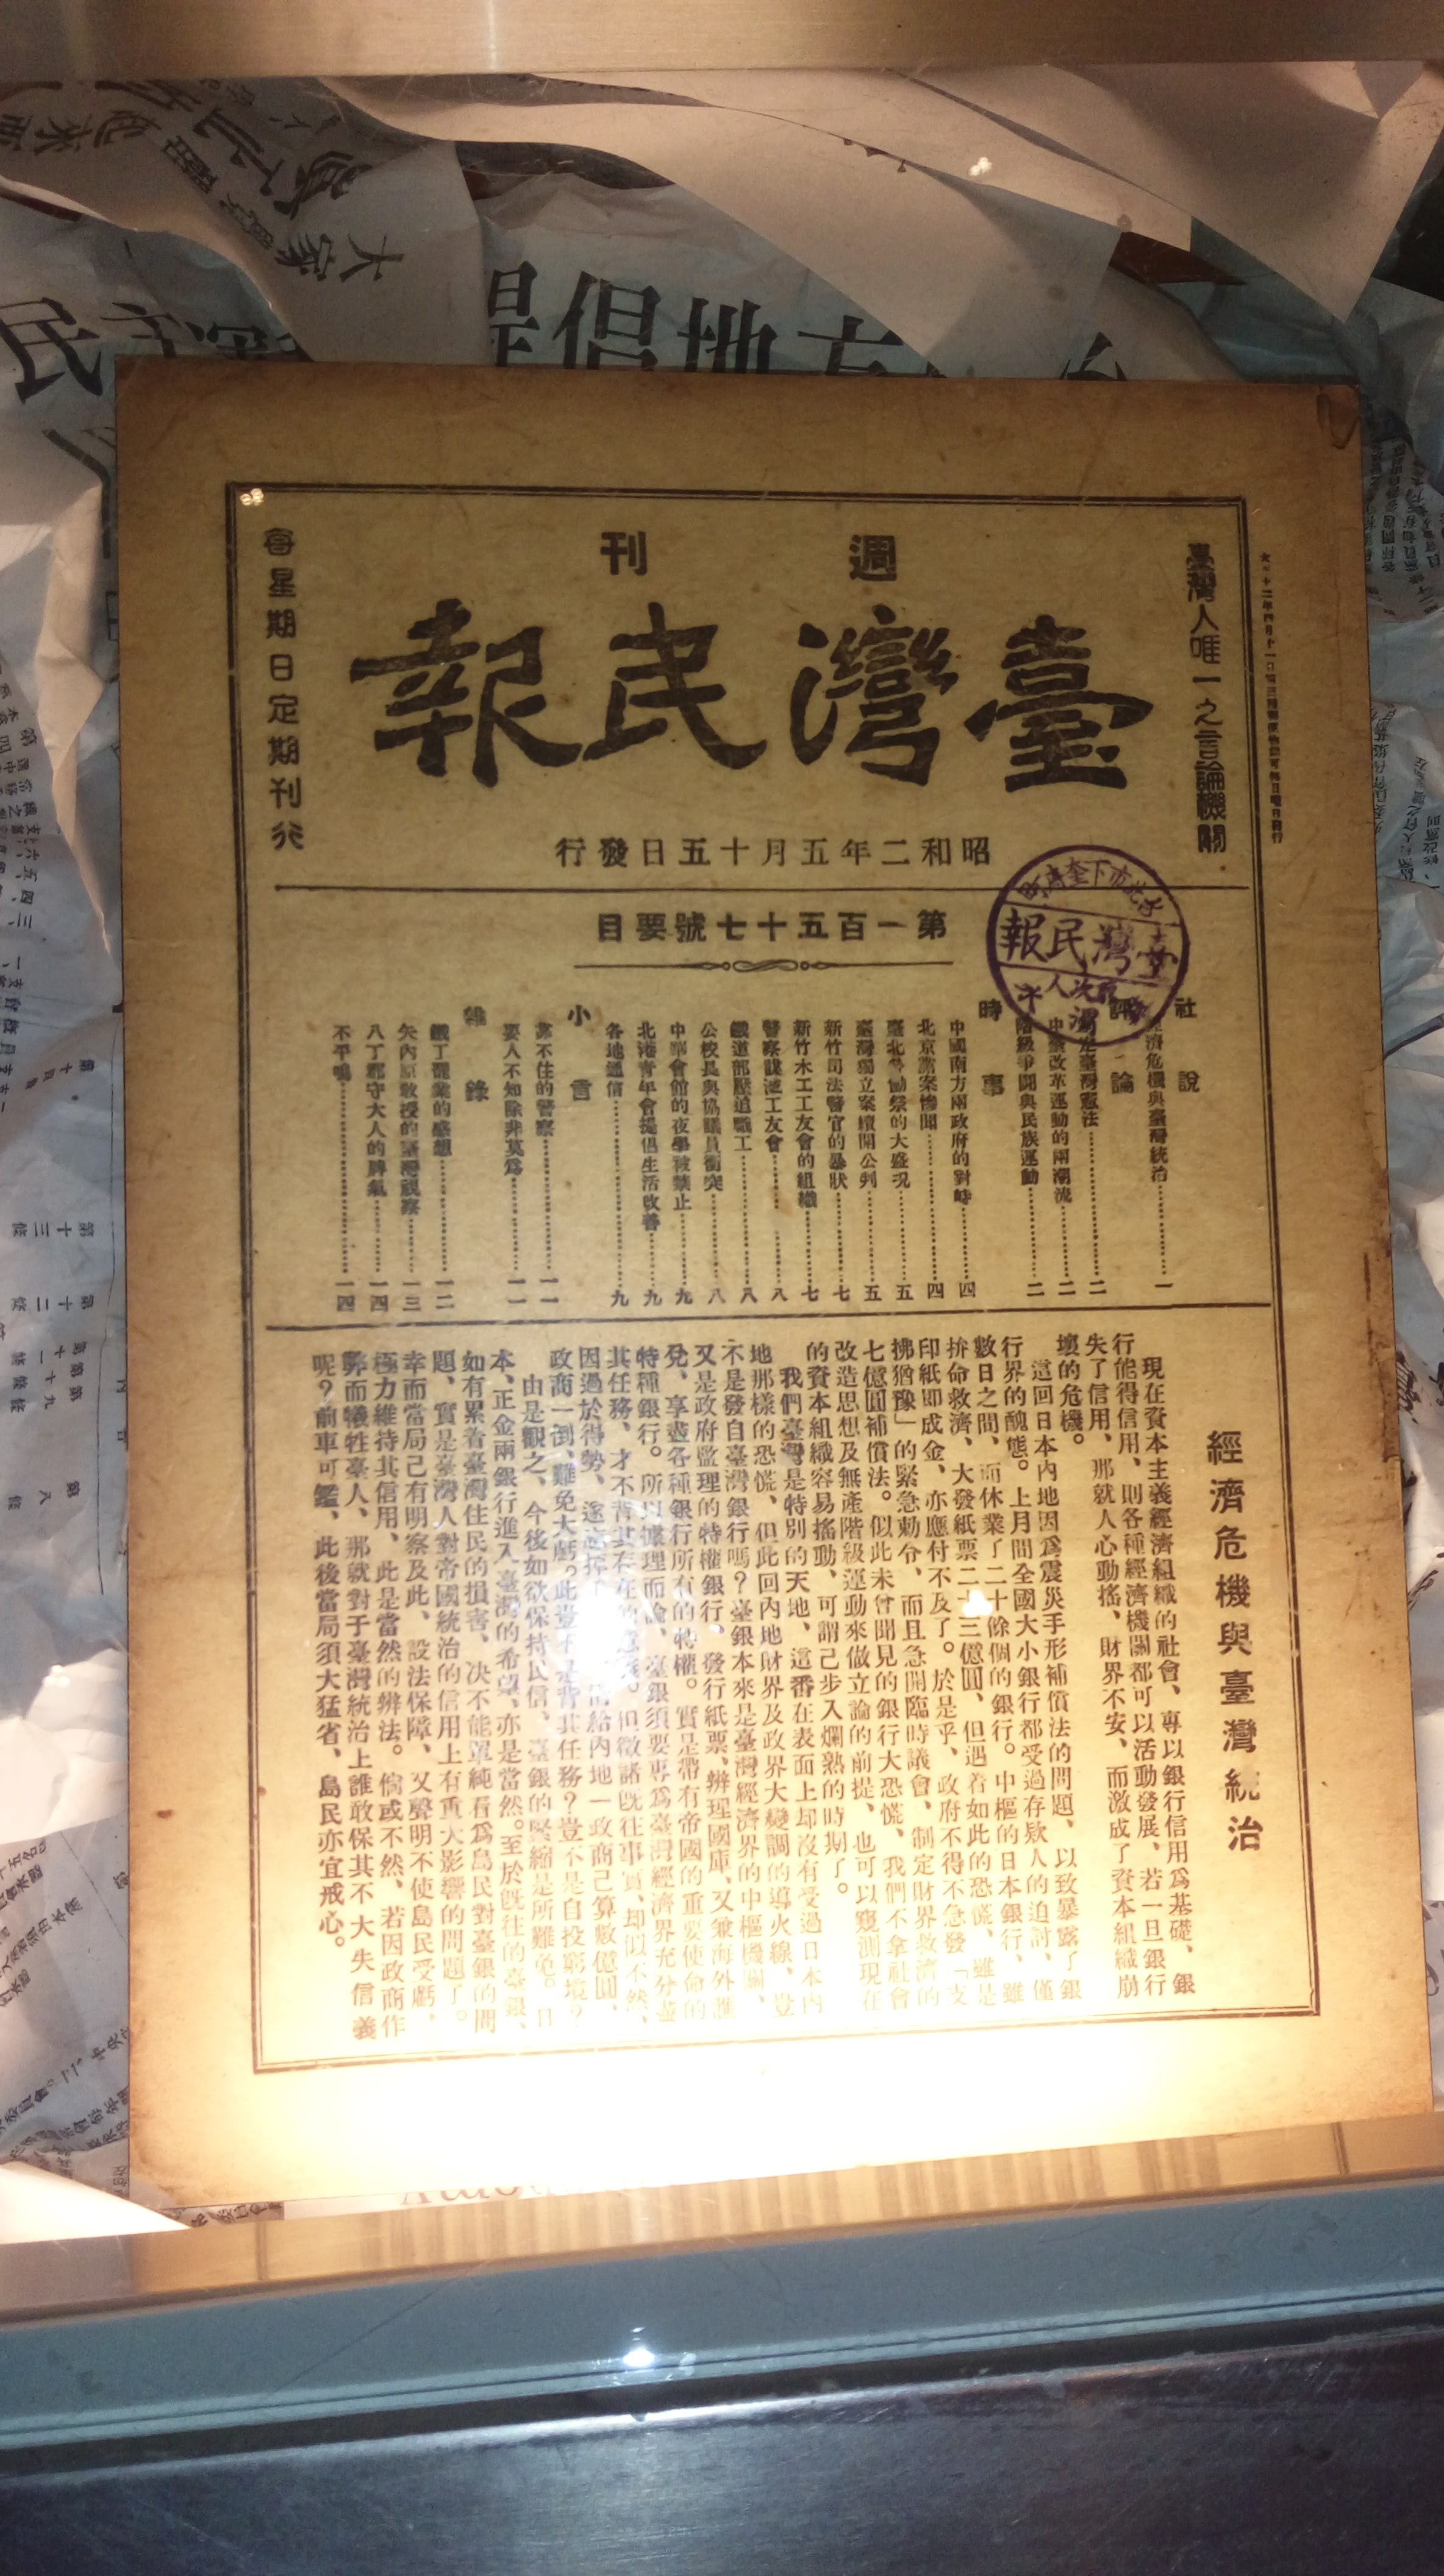 臺灣人唯一之言論機關
週刊
臺灣民報
每星期日定期刊行
昭和二年五月十五日發行
第一百五十七號要目
臺灣民報
社說
經濟危機與臺灣統治……一
評論
臺灣憲法……二
改革運動的兩潮流……二
階級爭鬪與民族運動……二
時事
中國南方兩政府的對峙……四
北京黨案慘聞……四
臺北勞働祭的大盛況……五
臺灣獨立案續開公判……五
新竹司法警官的暴狀……七
新竹木工工友會的組織……七
警察謀逆工友會……八
鐵道部壓迫職工……八
公校長與協議員衝突……八
中華會館的夜學被禁止……九
北港青年會提倡生活改善……九
各地通信……九
小言
靠不住的警察……一一
要人不知除非莫爲……一一
雜錄
鐵工罷業的感想……一二
矢內原教授的臺灣視察……一三
八丁郡守大人的脾氣……一四
不平鳴……一四
經濟危機與臺灣統治
現在資本主義經濟組織的社會、專以銀行信用爲基礎、銀
行能得信用、則各種經濟機關都可以活動發展、若一旦銀行
失了信用、那就人心動搖、財界不安、而激成了資本組織崩
壞的危機。
這回日本內地因爲震災手形補償法的問題、以致暴露了銀
行界的醜態。上月間全國大小銀行都受過存欵人的迫討、僅
數日之間、而休業了二十餘個的銀行。中樞的日本銀行、雖
拚命救濟、大發紙票二十三億圓、但遇着如此的恐慌、雖是
印紙即成金、亦應付不及了。於是乎、政府不得不急發「支
拂猶豫」的緊急勅令、而且急開臨時議會、制定財界救濟的
七億圓補償法。似此未曾聞見的銀行大恐慌、我們不拿社會
改造思想及無產階級運動來做立論的前提、也可以窺測現在
的資本組織容易搖動、可謂己步入爛熟的時期了。
我們臺灣是特別的天地、這番在表面上却沒有受過日本內
地那樣的恐慌、但此回內地財界及政界大變調的導火線、豈
不是發自臺灣銀行嗎？臺銀本來是臺灣經濟界的中樞機關、
又是政府監理的特權銀行、發行紙票、辨理國庫、又兼海外滙
兌、享盡各種銀行所有的特權。實是帶有帝國的重要使命的
特種銀行。所以據理而論、臺銀須要專爲臺灣經濟界充分盡
其任務、才不背其存在的意義。但徵諸既往事實、却似不然、
因過於得勢、給內地一政商己算數億圓、
政商一倒、難免大虧。此豈不是背其任務？豈不是自投窮境？
由是觀之、今後如欲保持民信、臺銀的緊縮是所難免。日
本、正金兩銀行進入臺灣的希望、亦是當然。至於既往的臺銀、
如有累着臺灣住民的損害、决不能單純看爲島民對臺銀的問
題、實是臺灣人對帝國統治的信用上有重大影響的問題了。
幸而當局己有明察及此、設法保障、又聲明不使島民受虧、
極力維待其信用、此是當然的辨法。倘或不然、若因政商作
弊而犧牲臺人、那就對于臺灣統治上誰敢保其不大失信義
呢？前車可鑑、此後當局須大猛省、島民亦宜戒心。